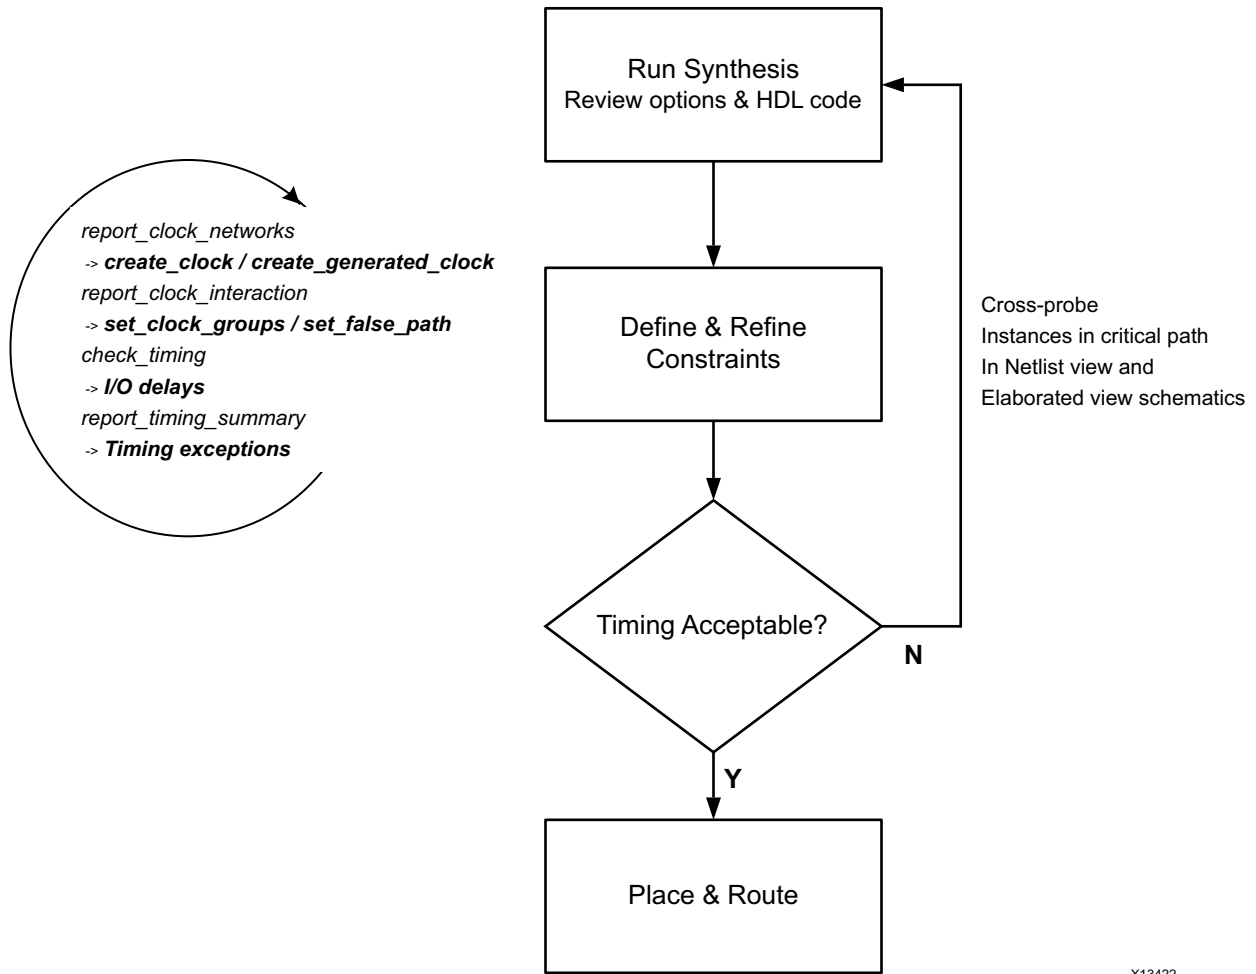 Run Synthesis
Review options & HDL code
report_clock_networks
-> create_clock / create_generated_clock
report_clock_interaction
-> set_clock_groups / set_false_path
check_timing
-> I/O delays
report_timing_summary
-> Timing exceptions
Define & Refine
Constraints
Cross-probe
Instances in critical path
In Netlist view and
Elaborated view schematics
Timing Acceptable?
N
Y
Place & Route
X13422